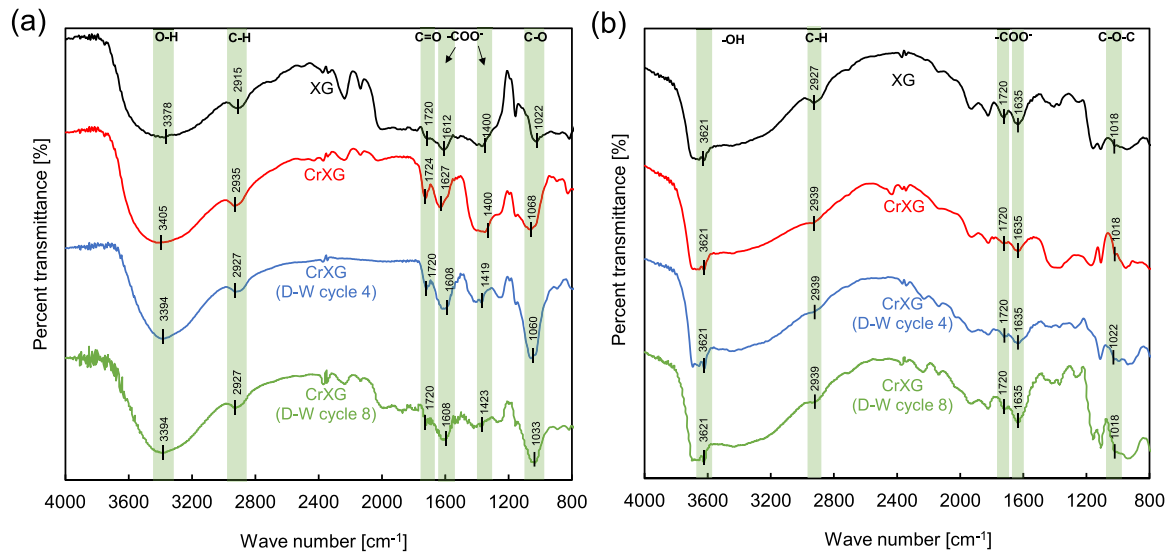 (a)
O-H
C-H
C=O
-COO⁻
C-O
3378
2915
XG
1720
1612
1400
1022
3405
2935
CrXG
1724
1627
1400
1068
3394
2927
CrXG
(D-W cycle 4)
1720
1608
1419
1060
3394
2927
CrXG
(D-W cycle 8)
1720
1608
1423
1033
Percent transmittance [%]
4000
3600
3200
2800
2400
2000
1600
1200
800
Wave number [cm⁻¹]
(b)
-OH
C-H
-COO⁻
C-O-C
3621
2927
XG
1720
1635
1018
3621
2939
CrXG
1720
1635
1018
3621
2939
CrXG
(D-W cycle 4)
1720
1635
1022
3621
2939
CrXG
(D-W cycle 8)
1720
1635
1018
Percent transmittance [%]
4000
3600
3200
2800
2400
2000
1600
1200
800
Wave number [cm⁻¹]